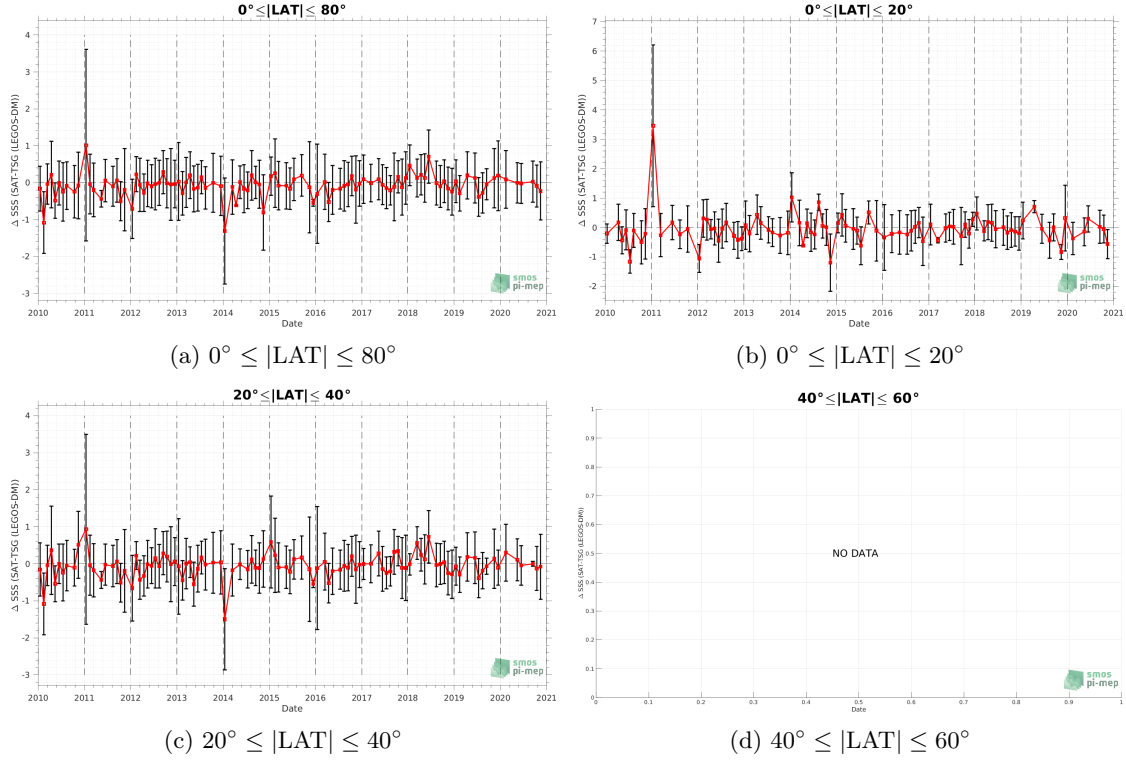 0°≤|LAT|≤ 80°
4
3
2
1
0
-1
-2
-3
Δ SSS (SAT-TSG (LEGOS-DM))
2010 2011 2012 2013 2014 2015 2016 2017 2018 2019 2020 2021
Date
smos
pi-mep
(a) 0° ≤ |LAT| ≤ 80°
0°≤|LAT|≤ 20°
7
6
5
4
3
2
1
0
-1
-2
Δ SSS (SAT-TSG (LEGOS-DM))
2010 2011 2012 2013 2014 2015 2016 2017 2018 2019 2020 2021
Date
smos
pi-mep
(b) 0° ≤ |LAT| ≤ 20°
20°≤|LAT|≤ 40°
4
3
2
1
0
-1
-2
-3
Δ SSS (SAT-TSG (LEGOS-DM))
2010 2011 2012 2013 2014 2015 2016 2017 2018 2019 2020 2021
Date
smos
pi-mep
(c) 20° ≤ |LAT| ≤ 40°
40°≤|LAT|≤ 60°
1
0.9
0.8
0.7
0.6
0.5
0.4
0.3
0.2
0.1
0
Δ SSS (SAT-TSG (LEGOS-DM))
NO DATA
0 0.1 0.2 0.3 0.4 0.5 0.6 0.7 0.8 0.9 1
Date
smos
pi-mep
(d) 40° ≤ |LAT| ≤ 60°